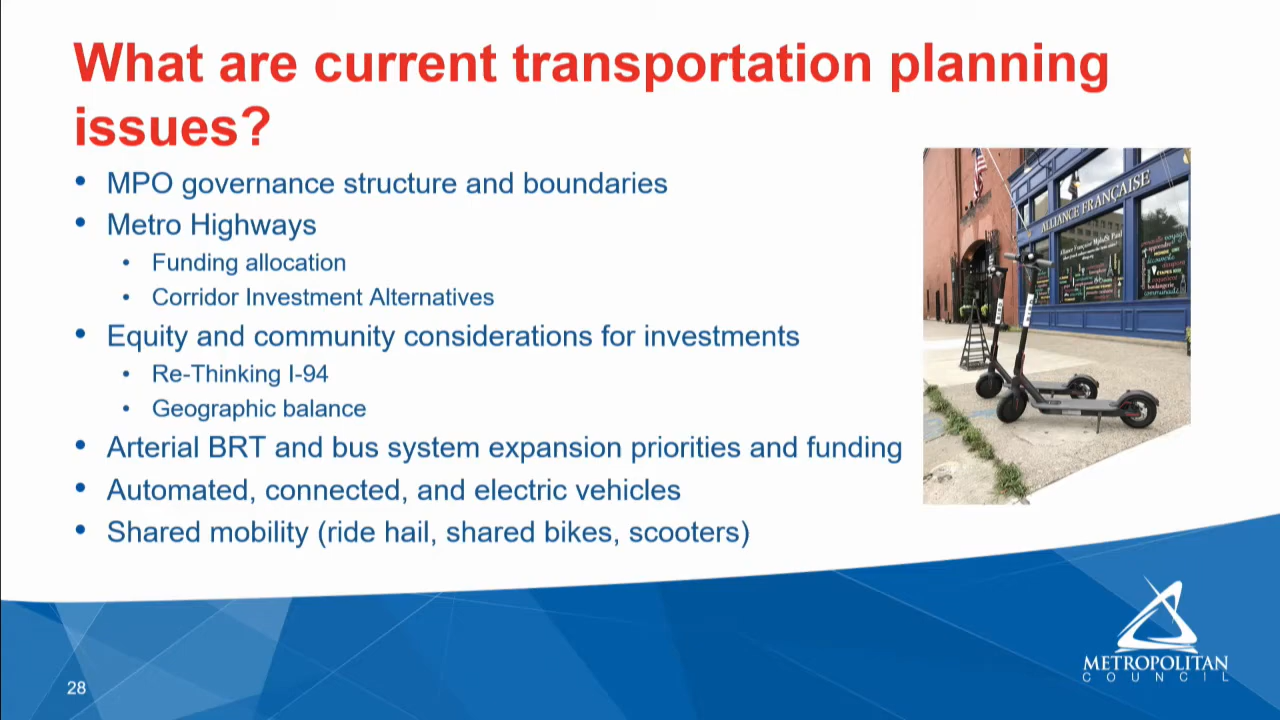 What are current transportation planning
issues?
• MPO governance structure and boundaries
• Metro Highways
• Funding allocation
• Corridor Investment Alternatives
• Equity and community considerations for investments
• Re-Thinking I-94
• Geographic balance
• Arterial BRT and bus system expansion priorities and funding
• Automated, connected, and electric vehicles
• Shared mobility (ride hail, shared bikes, scooters)
ALLIANCE FRANÇAISE
METROPOLITAN
COUNCIL
28